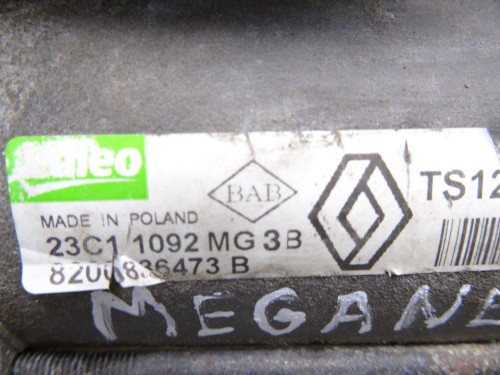 Valeo
BAB
TS12
MADE IN POLAND
23C1 1092 MG 3B
8200836473 B
MEGANE